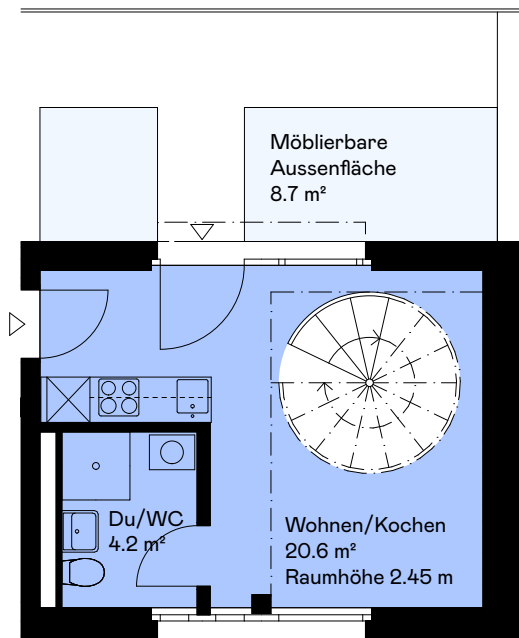 Möblierbare
Aussenfläche
8.7 m²
Du/WC
4.2 m²
Wohnen/Kochen
20.6 m²
Raumhöhe 2.45 m